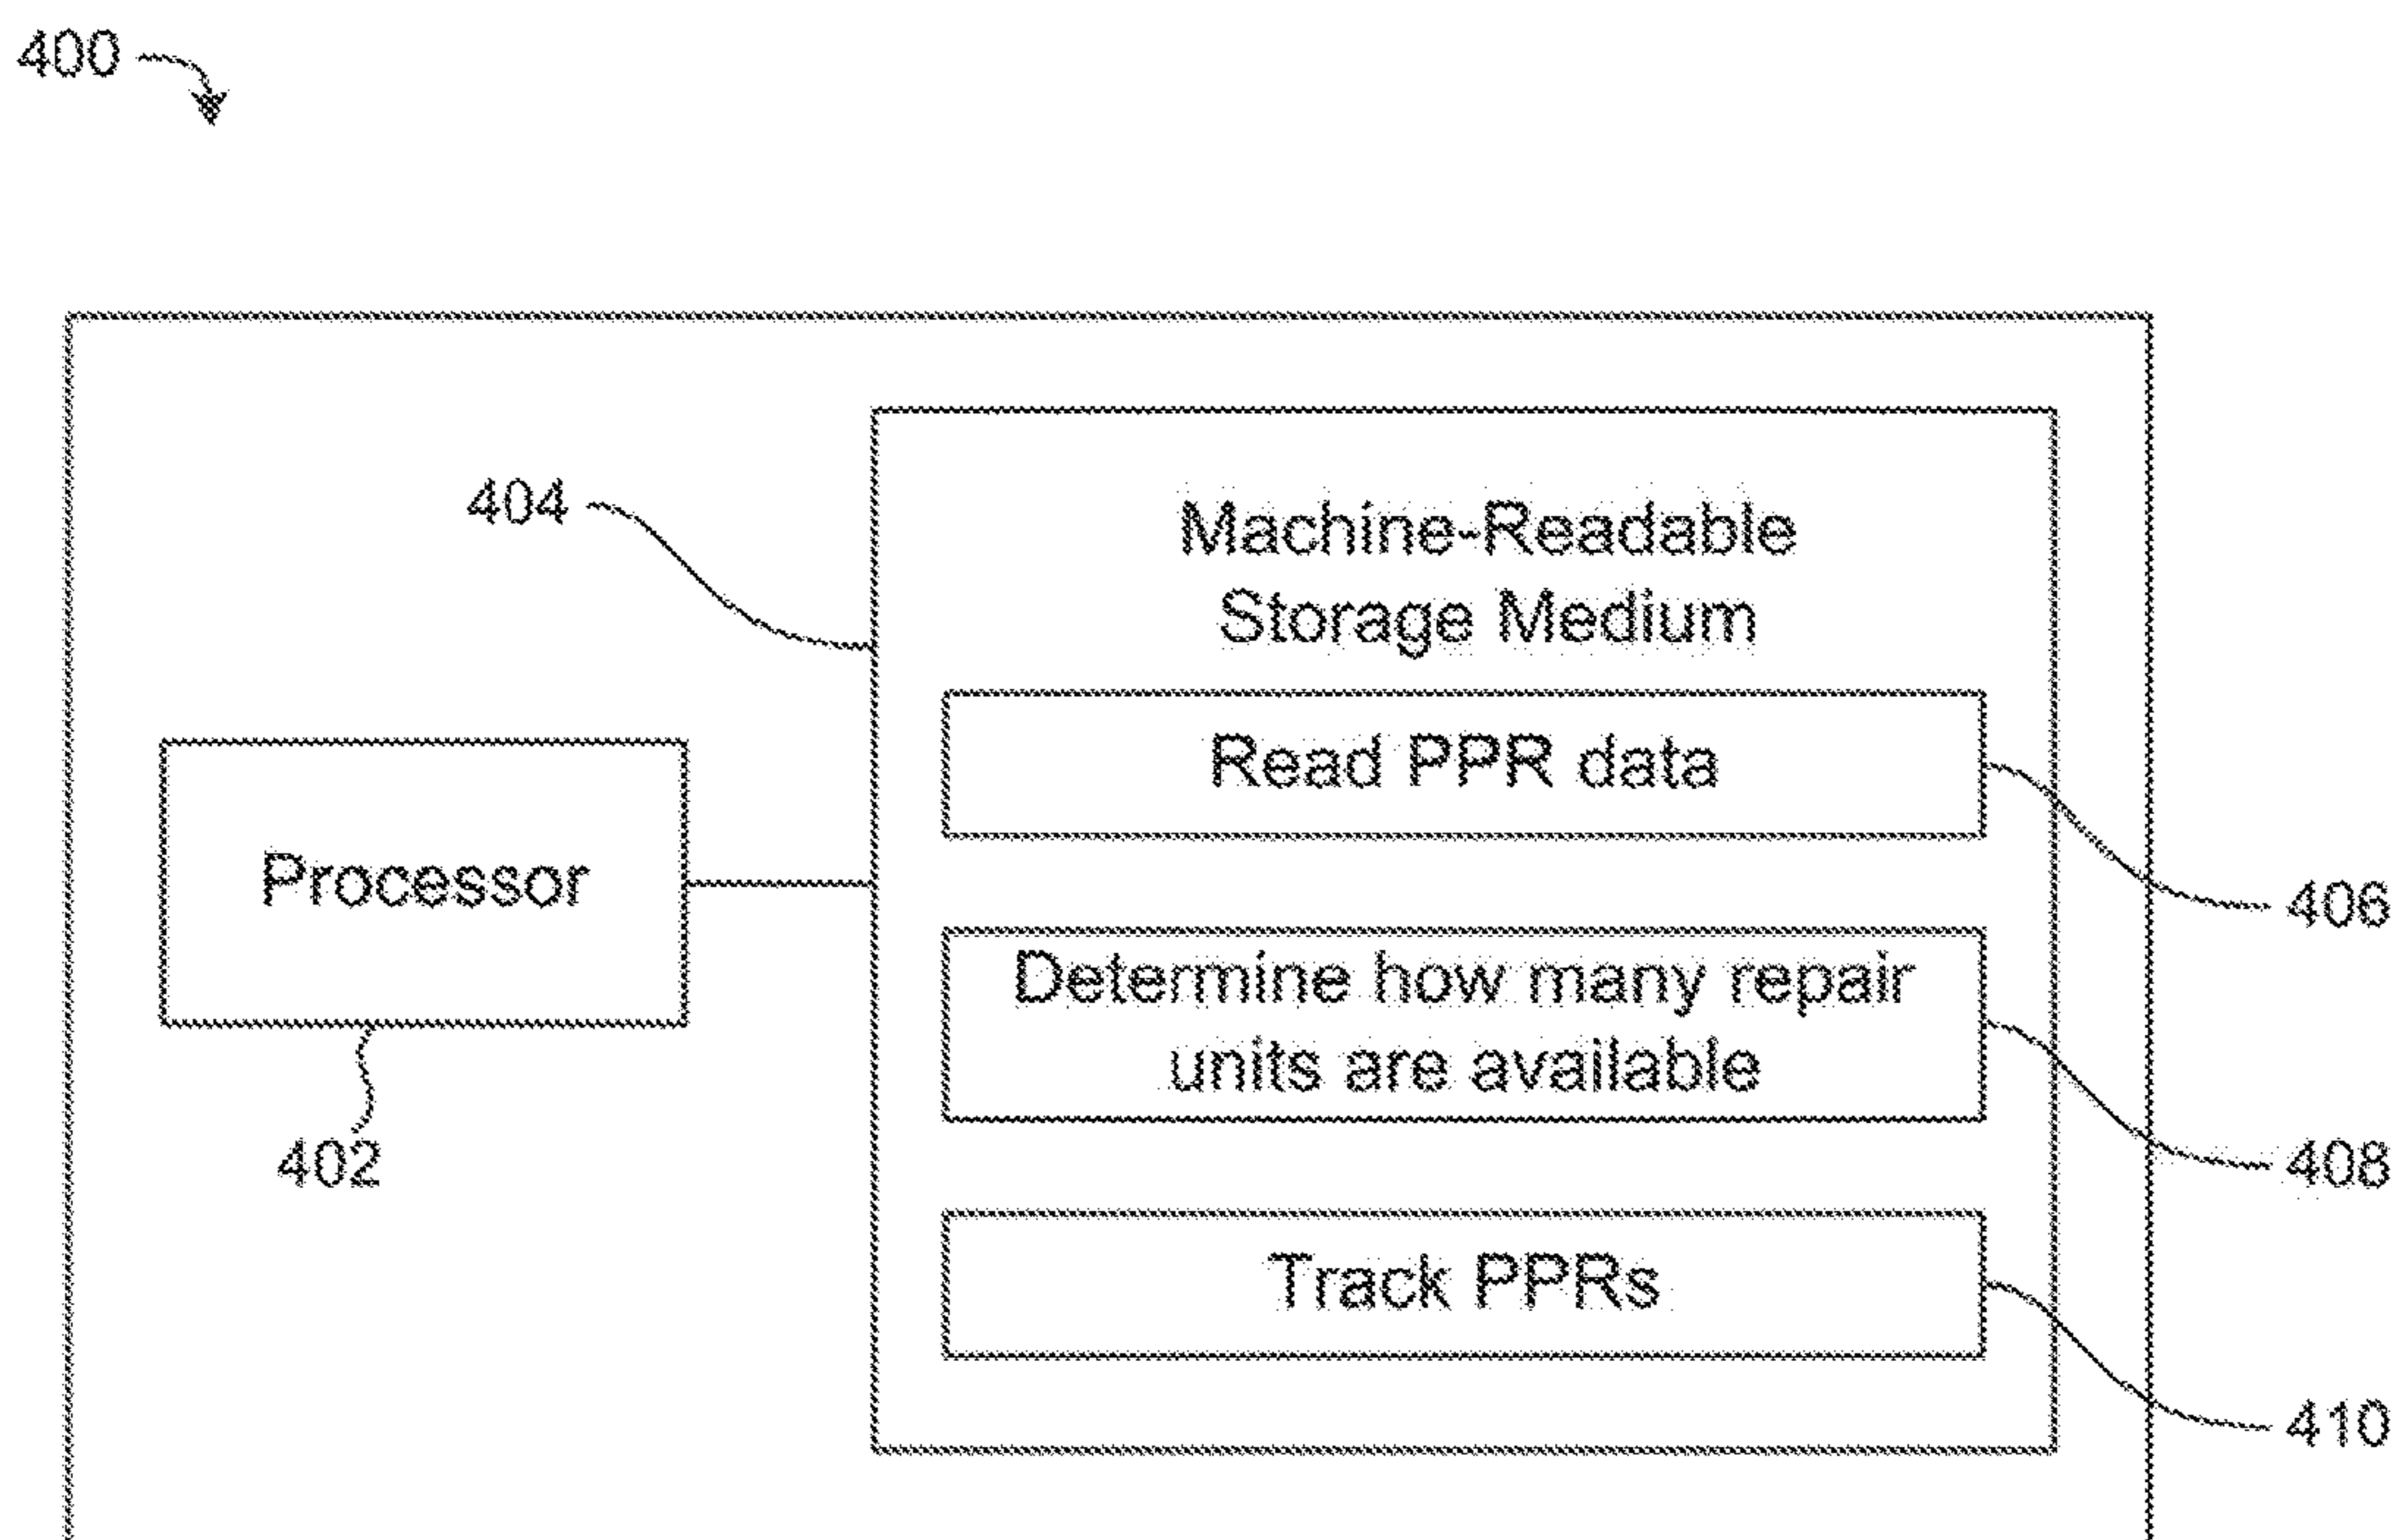 400
404
Machine-Readable
Storage Medium
Read PPR data
Processor
406
Determine how many repair
units are available
402
408
Track PPRs
410